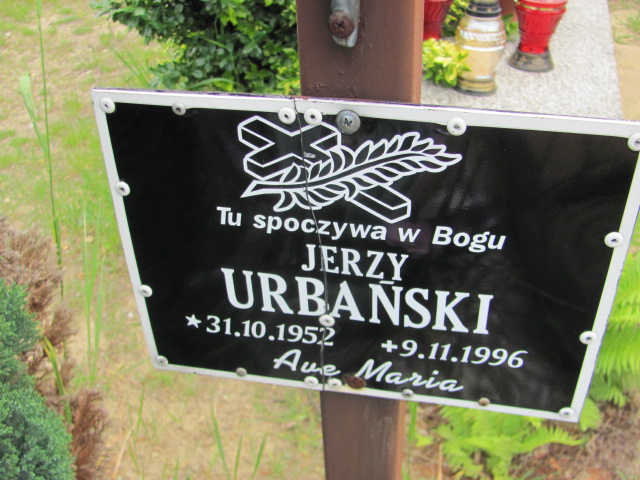 Tu spoczywa w Bogu
JERZY
URBAŃSKI
★31.10.1952 +9.11.1996
Ave Maria